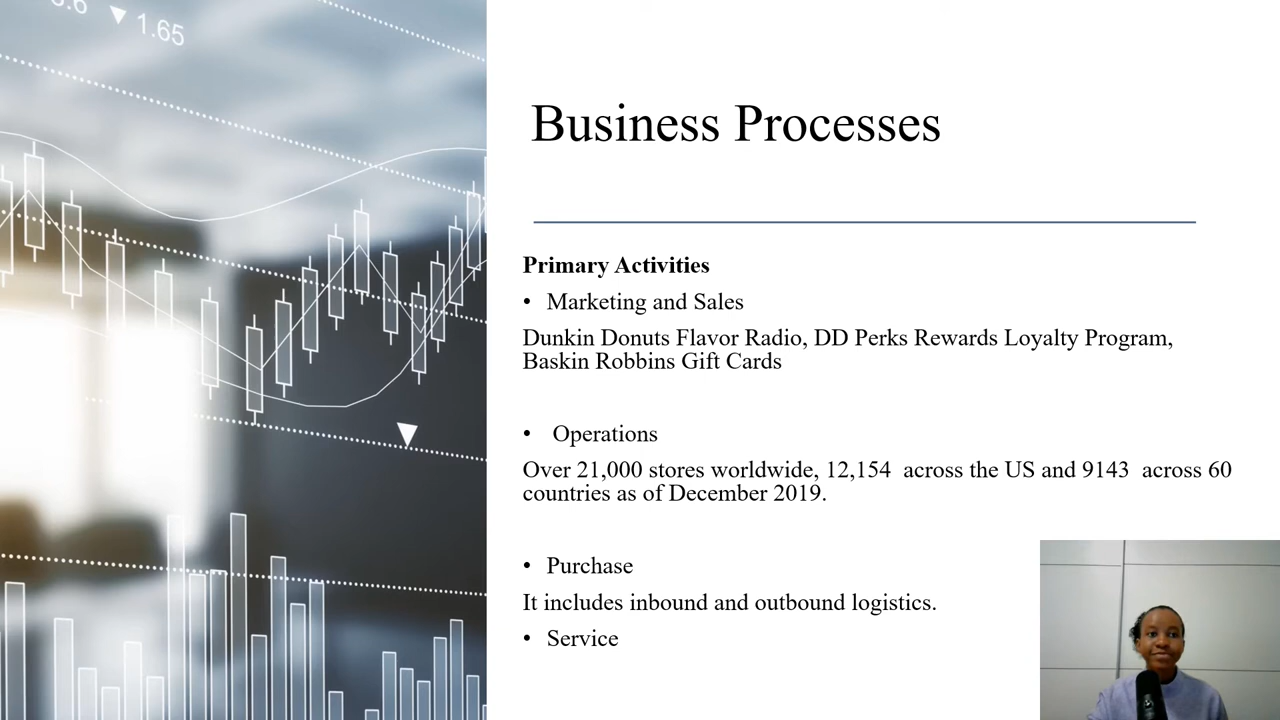 ▼ 1.65
Business Processes
Primary Activities
• Marketing and Sales
Dunkin Donuts Flavor Radio, DD Perks Rewards Loyalty Program,
Baskin Robbins Gift Cards
• Operations
Over 21,000 stores worldwide, 12,154 across the US and 9143 across 60
countries as of December 2019.
• Purchase
It includes inbound and outbound logistics.
• Service